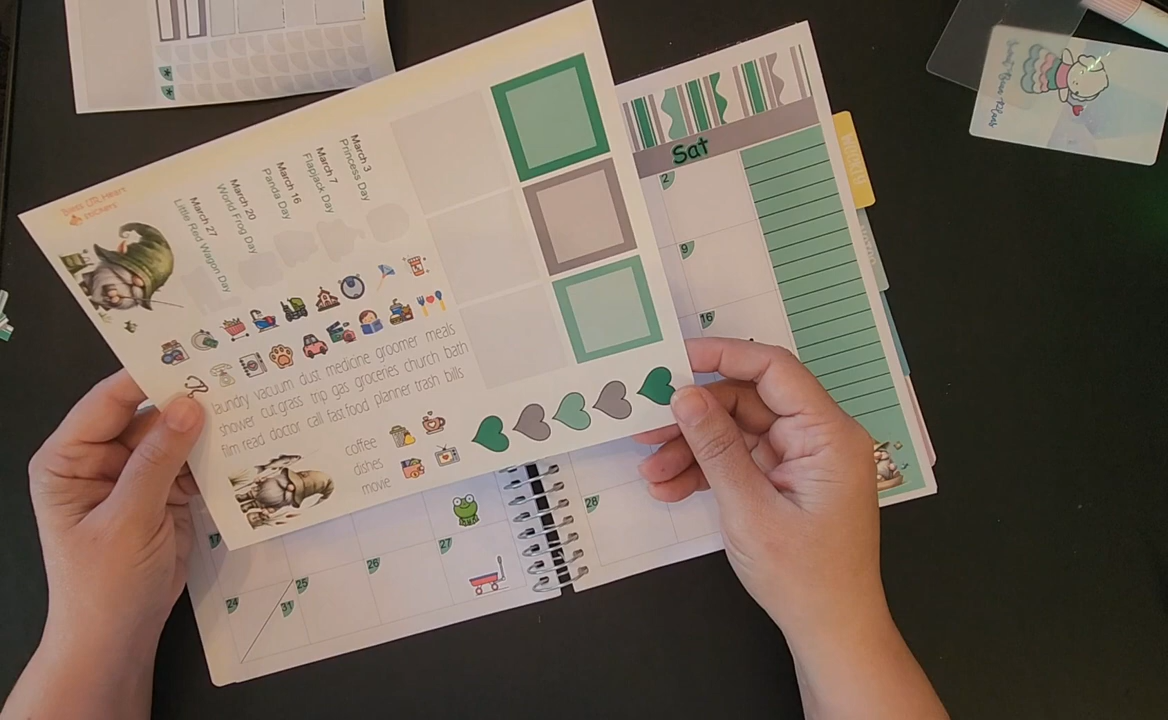 March 3
Princess Day
March 7
Flapjack Day
March 16
Panda Day
March 20
World Frog Day
March 27
Little Red Wagon Day
laundry vacuum dust medicine groomer meals
shower cut grass trip gas groceries church bath
film read doctor call fast food planner trash bills
coffee
dishes
movie
Sat
2
9
16
17
24
31
25
26
27
28